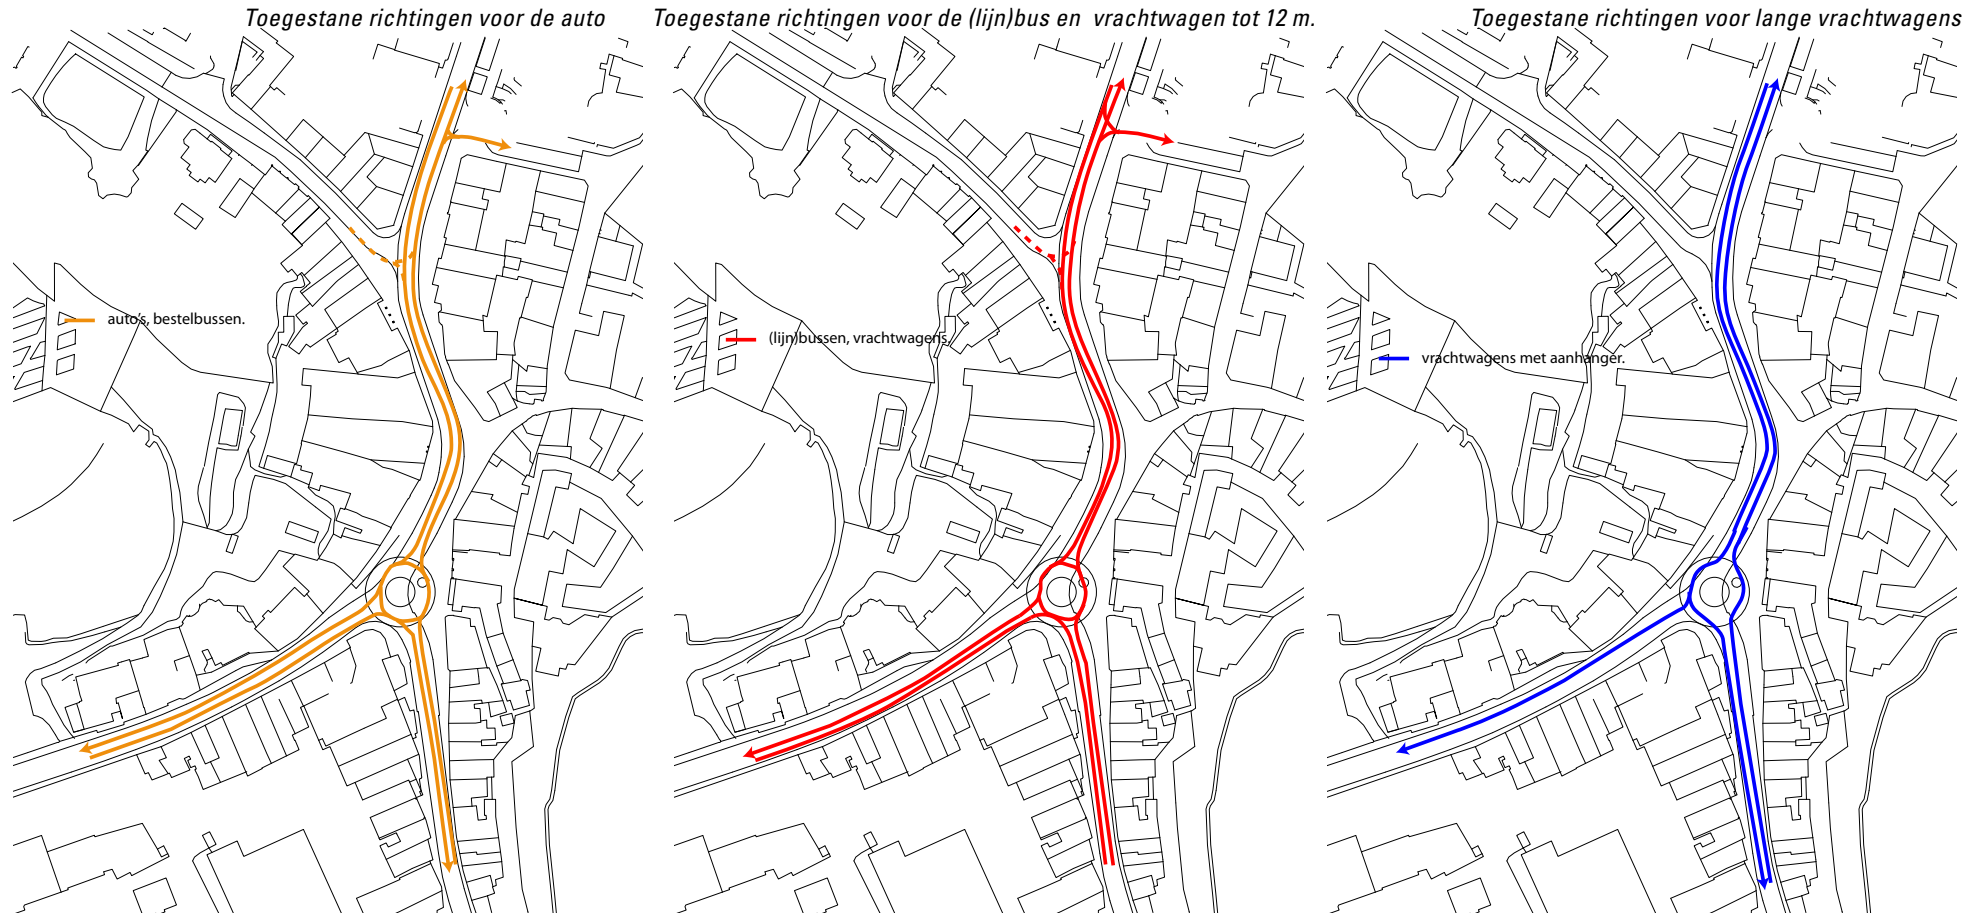 Toegestane richtingen voor de auto
Toegestane richtingen voor de (lijn)bus en vrachtwagen tot 12 m.
Toegestane richtingen voor lange vrachtwagens
auto's, bestelbussen.
(lijn)bussen, vrachtwagens.
vrachtwagens met aanhanger.